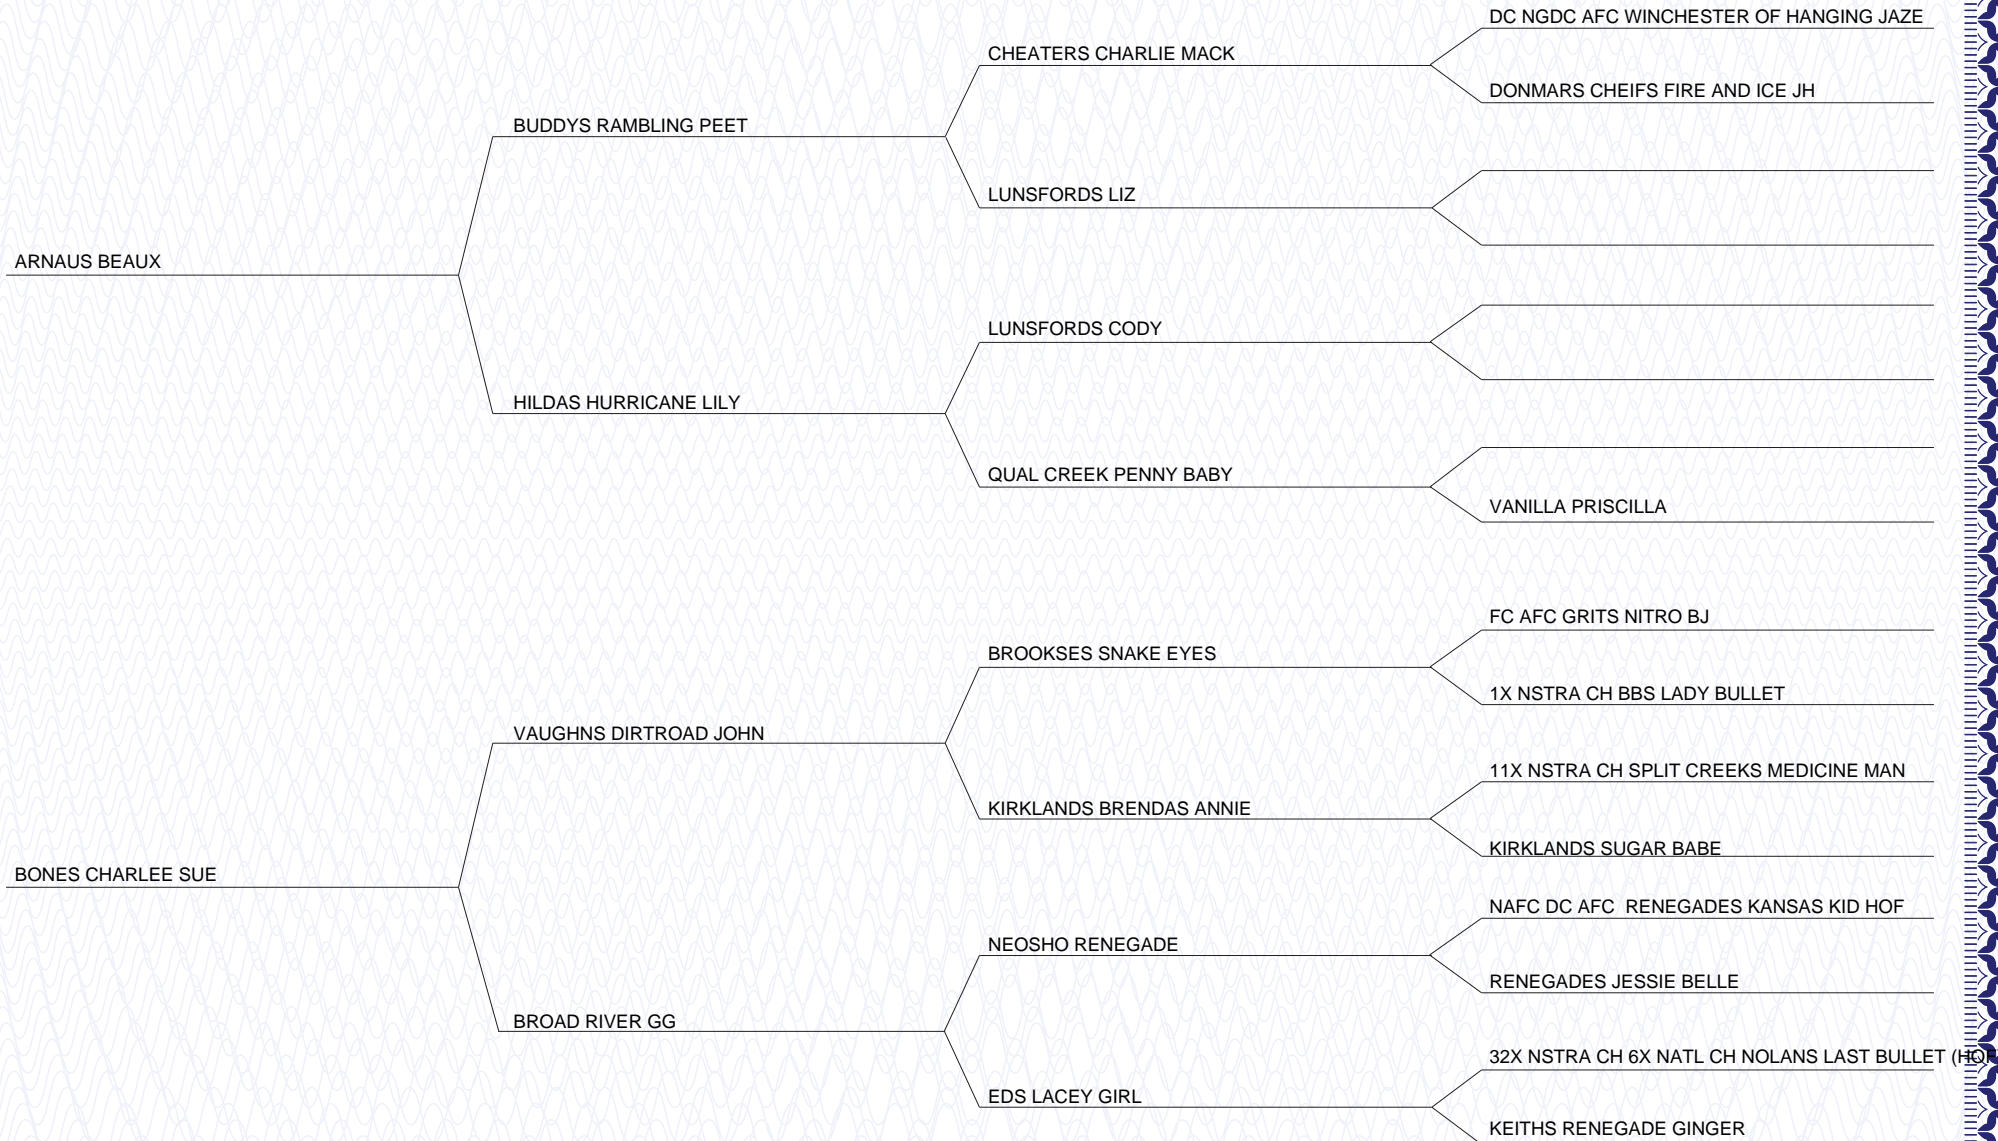 DC NGDC AFC WINCHESTER OF HANGING JAZE
CHEATERS CHARLIE MACK
DONMARS CHEIFS FIRE AND ICE JH
BUDDYS RAMBLING PEET
LUNSFORDS LIZ
ARNAUS BEAUX
LUNSFORDS CODY
HILDAS HURRICANE LILY
QUAL CREEK PENNY BABY
VANILLA PRISCILLA
FC AFC GRITS NITRO BJ
BROOKSES SNAKE EYES
1X NSTRA CH BBS LADY BULLET
VAUGHNS DIRTROAD JOHN
11X NSTRA CH SPLIT CREEKS MEDICINE MAN
KIRKLANDS BRENDAS ANNIE
KIRKLANDS SUGAR BABE
BONES CHARLEE SUE
NAFC DC AFC  RENEGADES KANSAS KID HOF
NEOSHO RENEGADE
RENEGADES JESSIE BELLE
BROAD RIVER GG
32X NSTRA CH 6X NATL CH NOLANS LAST BULLET (HOF
EDS LACEY GIRL
KEITHS RENEGADE GINGER